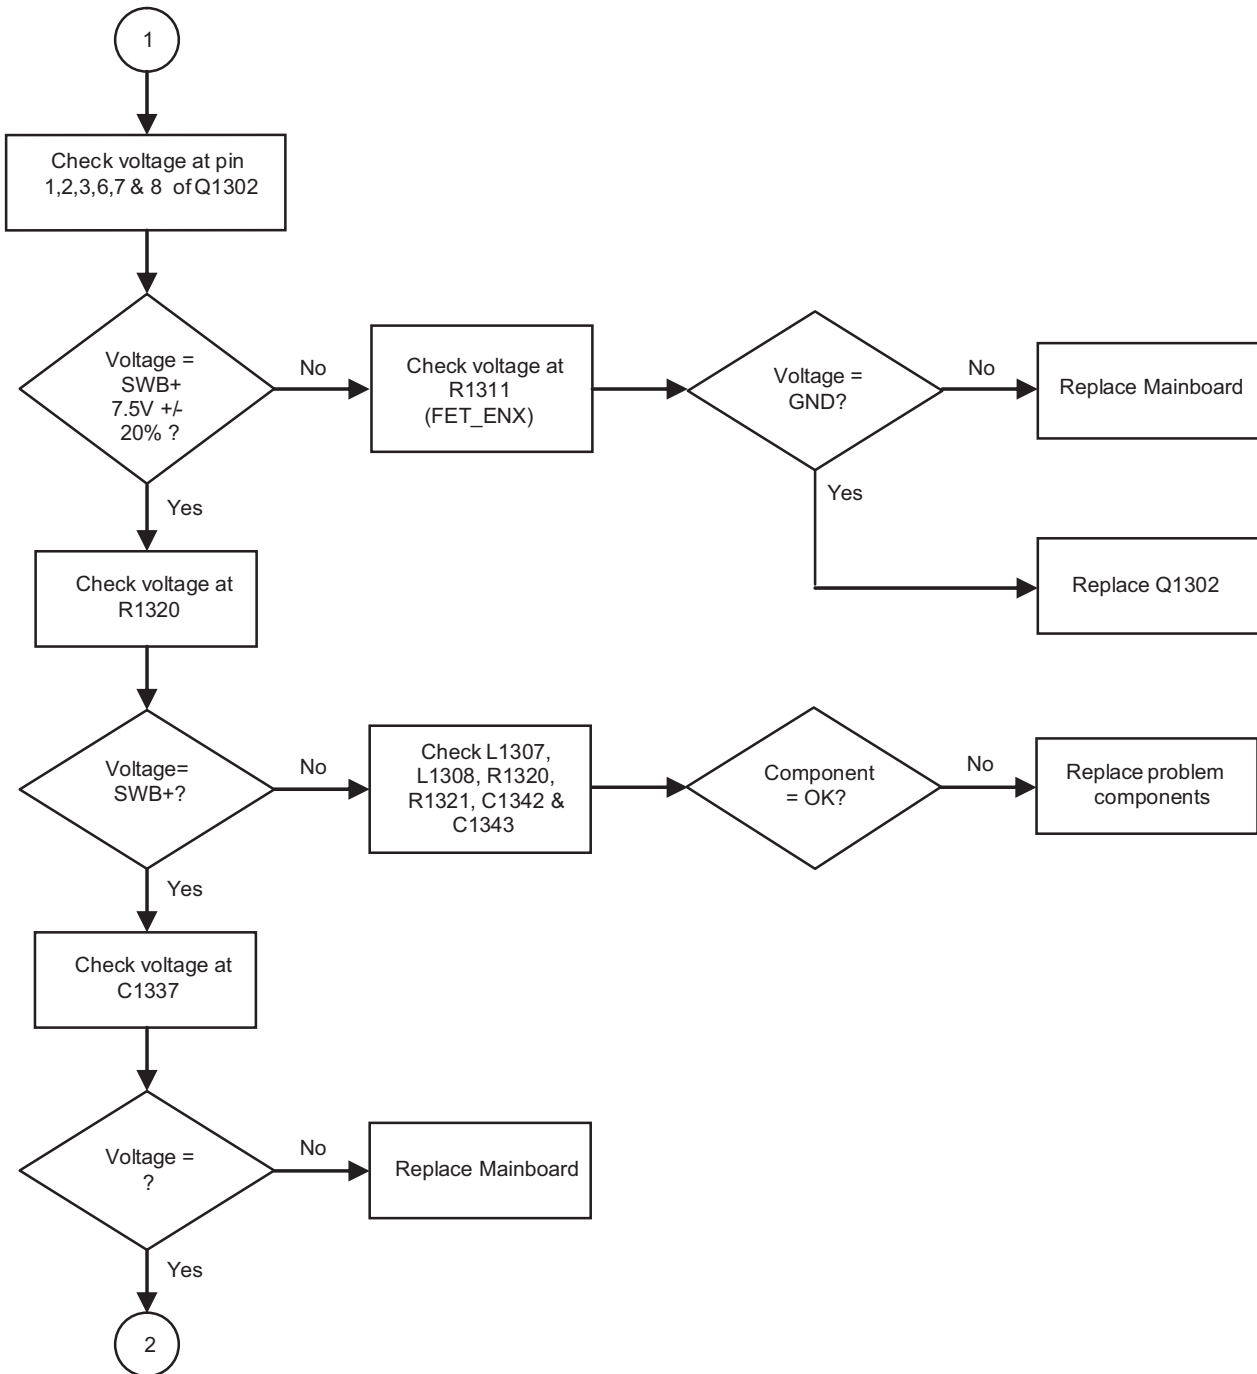 1
Check voltage at pin
1,2,3,6,7 & 8 of Q1302
Voltage =
SWB+
7.5V +/-
20% ?
No
Check voltage at
R1311
(FET_ENX)
Voltage =
GND?
No
Replace Mainboard
Yes
Replace Q1302
Yes
Check voltage at
R1320
Voltage=
SWB+?
No
Check L1307,
L1308, R1320,
R1321, C1342 &
C1343
Component
= OK?
No
Replace problem
components
Yes
Check voltage at
C1337
Voltage =
?
No
Replace Mainboard
Yes
2